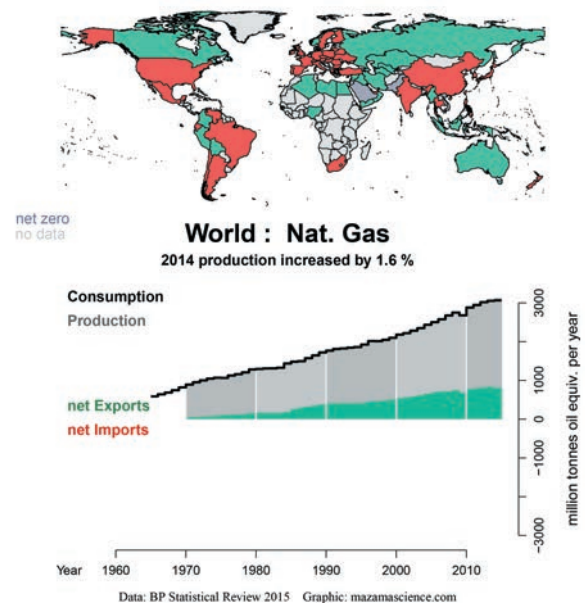 net zero
no data
World : Nat. Gas
2014 production increased by 1.6 %
Consumption
Production
net Exports
net Imports
3000
1000
0
-1000
-3000
million tonnes oil equiv. per year
Year 1960 1970 1980 1990 2000 2010
Data: BP Statistical Review 2015 Graphic: mazamascience.com